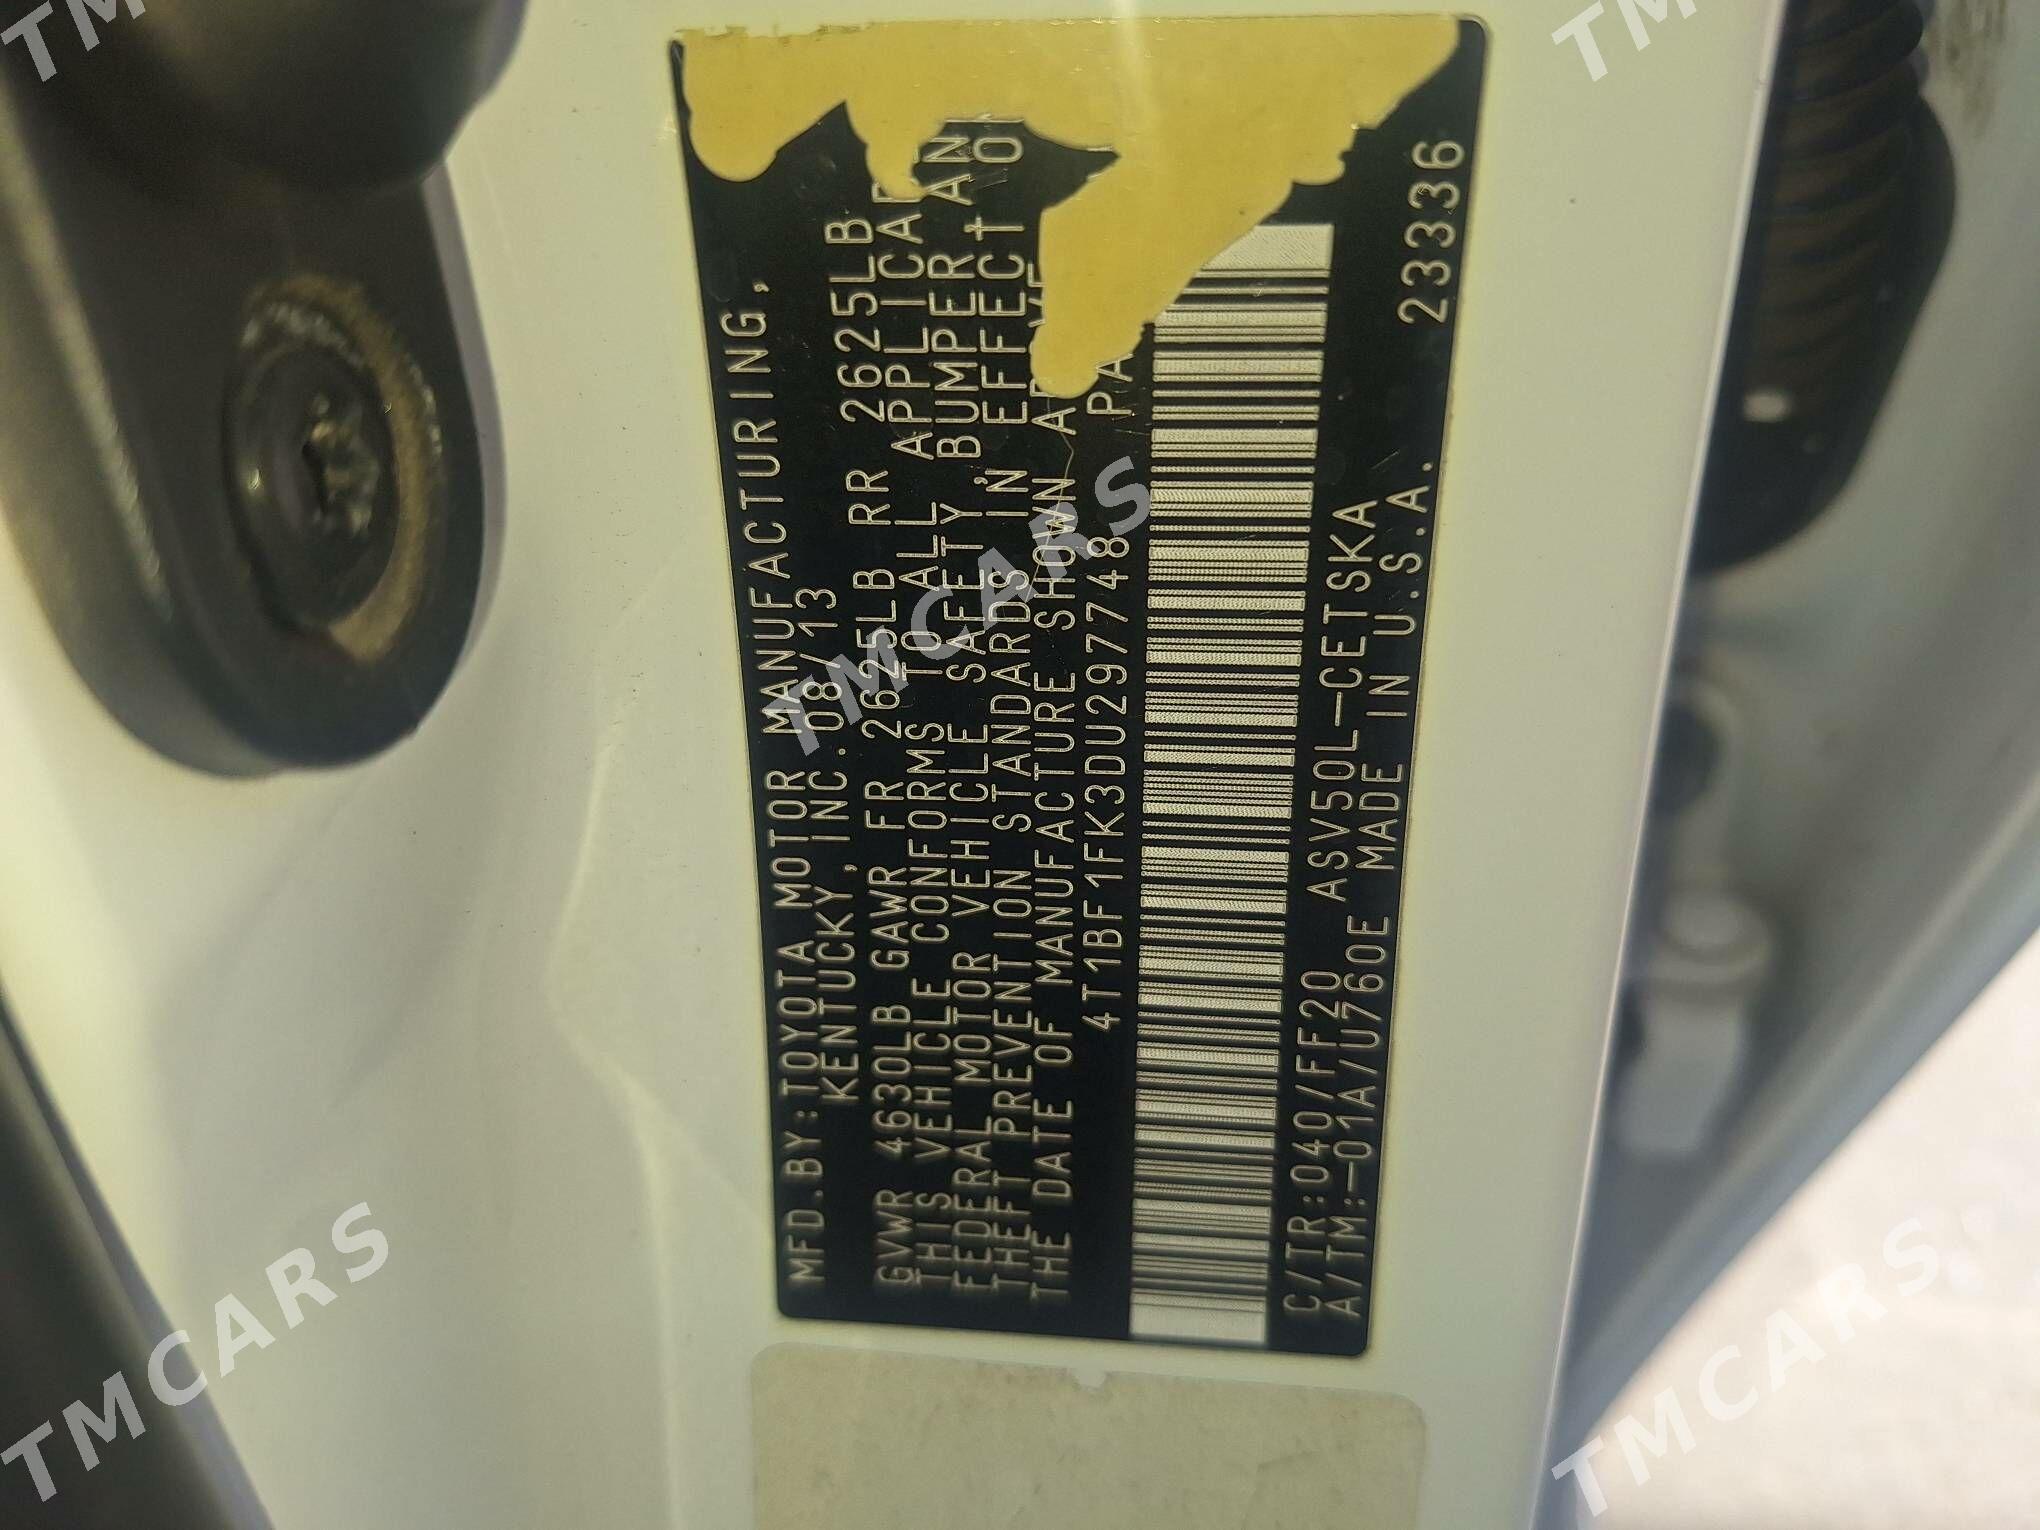 MFD.BY:TOYOTA MOTOR MANUFACTURING,
KENTUCKY, INC. 08/13
GVWR 4630LB GAWR FR 2625LB RR 2625LB
THIS VEHICLE CONFORMS TO ALL
FEDERAL MOTOR VEHICLE SAFETY, BUMPER AN
THEFT PREVENTION STANDARDS IN EFFECT
THE DATE OF MANUFACTURE SHOWN
4T1BF1FK3DU297748 PA
C/TR:040/FF20 ASV50L-CETSKA
A/TM:-01A/U760E MADE IN U.S.A.
23336
TMCARS
TMCARS
TMCARS